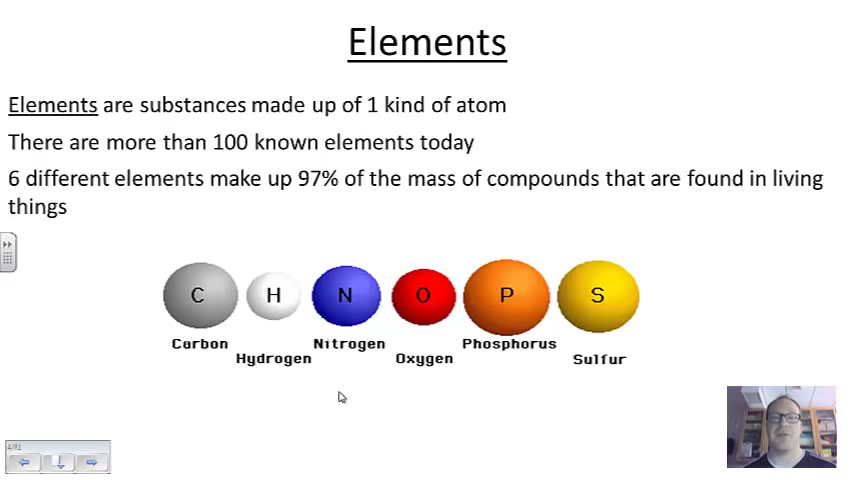 Elements
Elements are substances made up of 1 kind of atom
There are more than 100 known elements today
6 different elements make up 97% of the mass of compounds that are found in living
things
C H N O P S
Carbon
Hydrogen
Nitrogen
Oxygen
Phosphorus
Sulfur
4/81